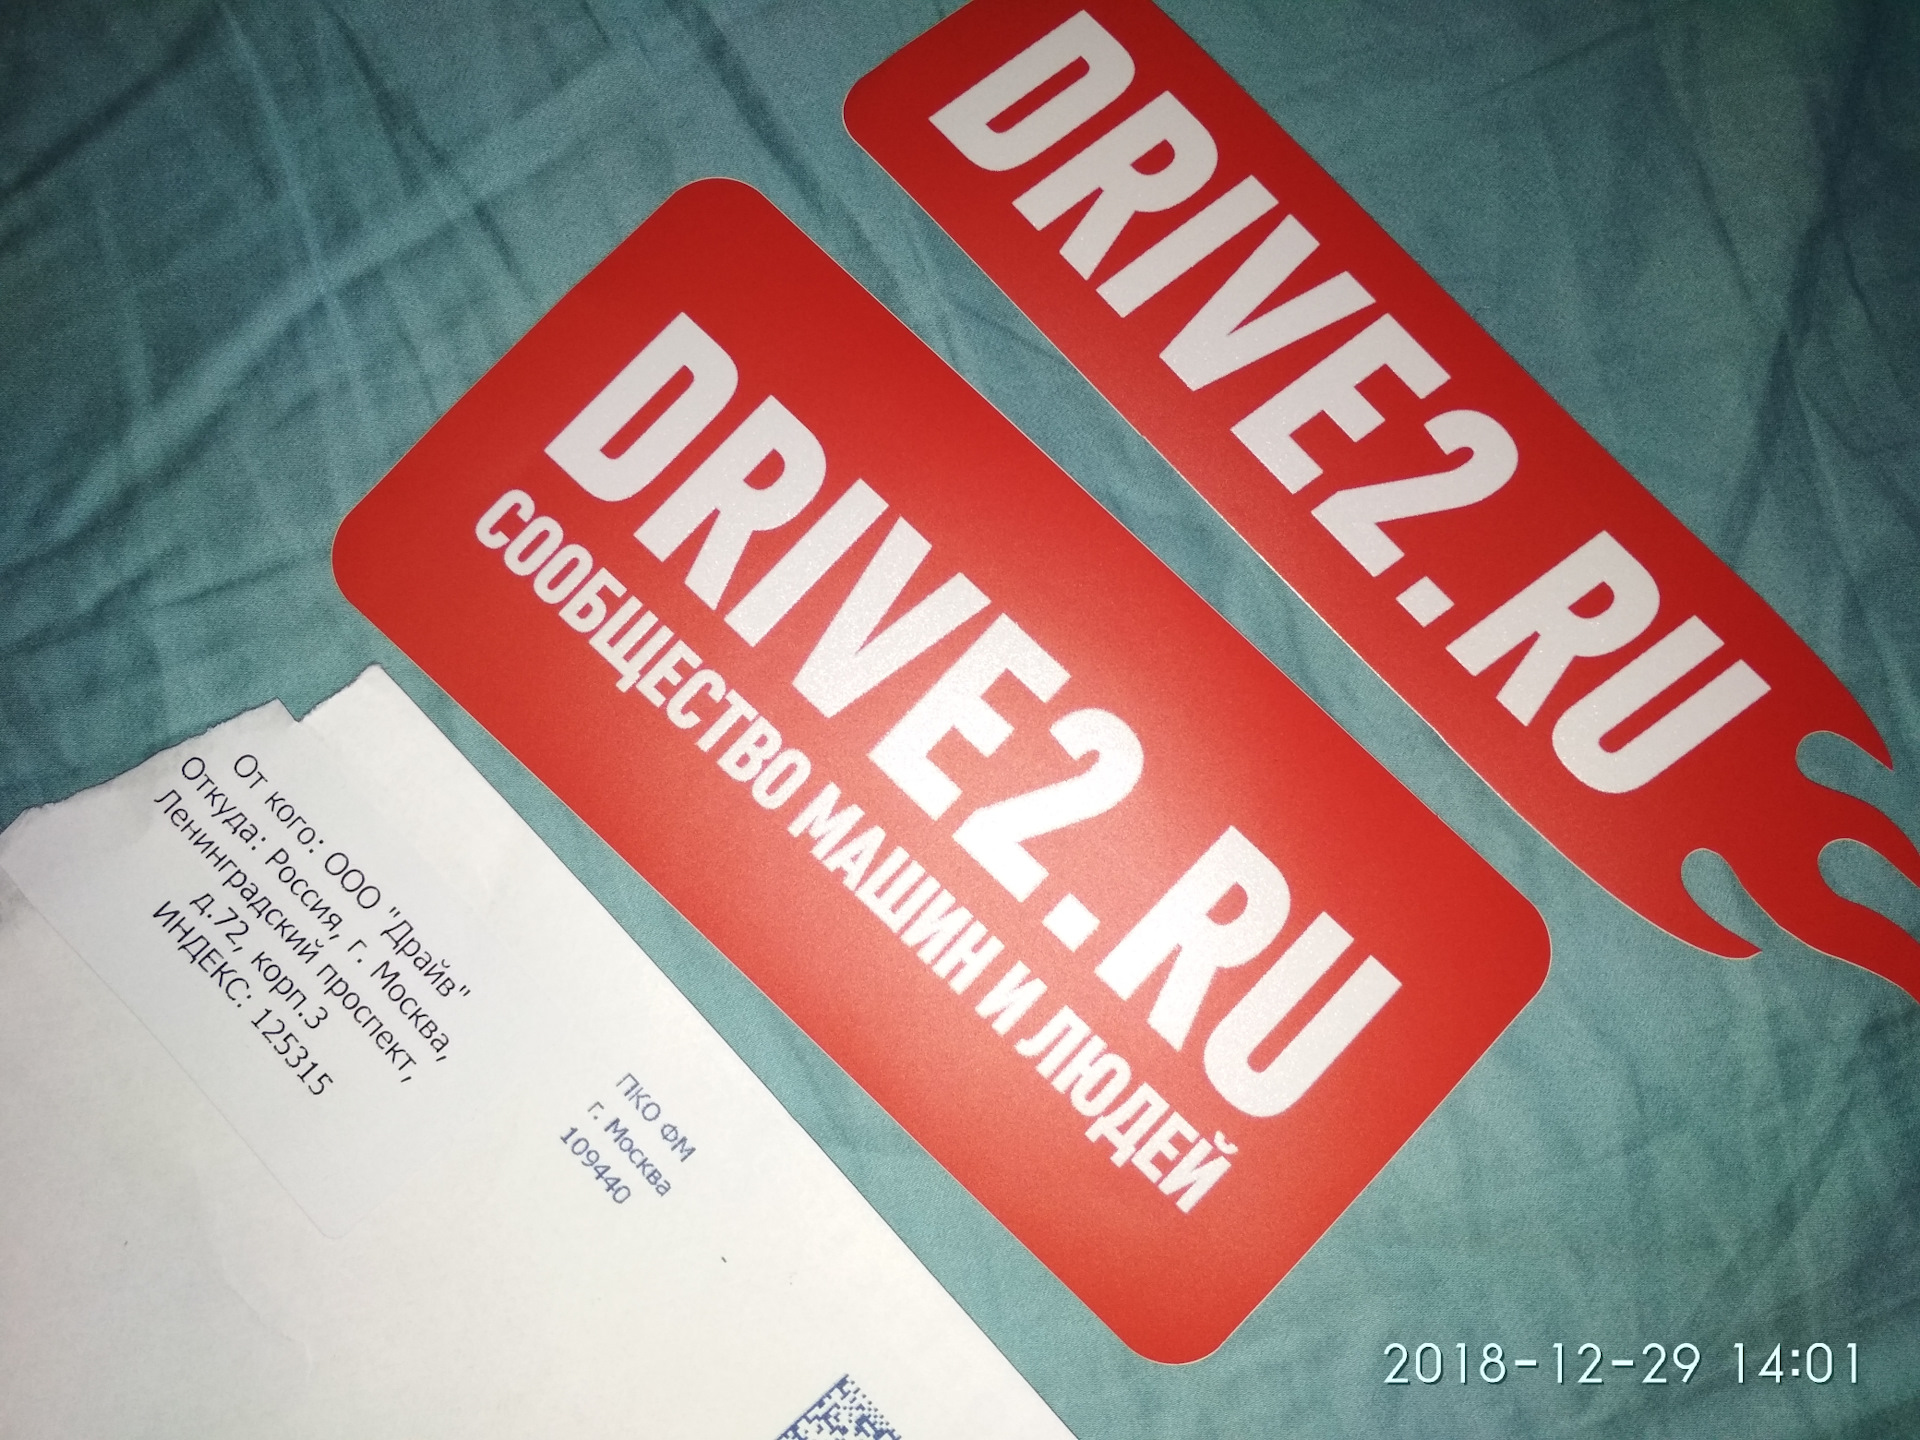 DRIVE2.RU
DRIVE2.RU
СООБЩЕСТВО МАШИН И ЛЮДЕЙ
От кого: ООО "Драйв"
Откуда: Россия, г. Москва,
Ленинградский проспект,
д.72, корп.3
ИНДЕКС: 125315
ПКО ФМ
г. Москва
109440
2018-12-29 14:01